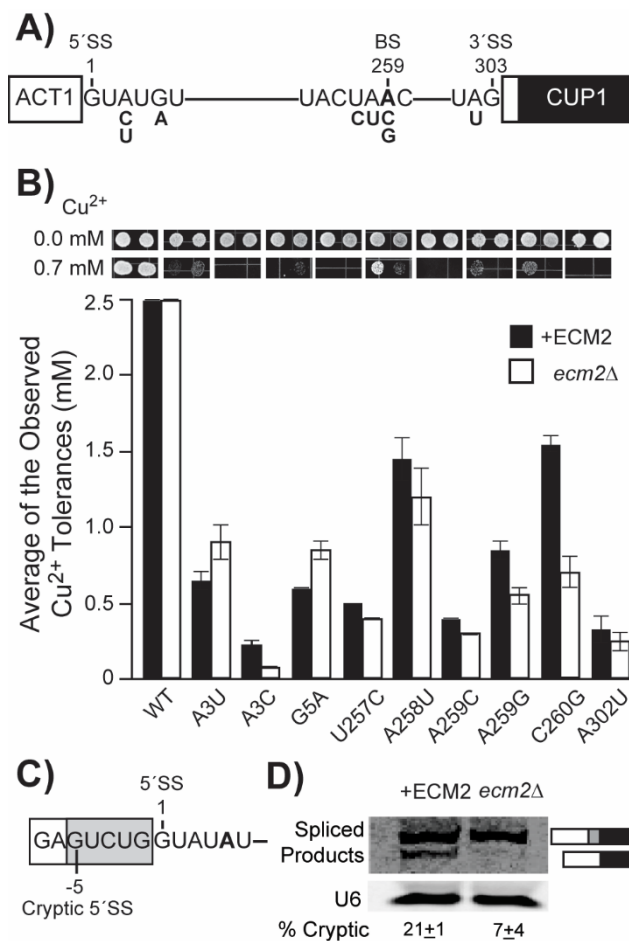 A)
5´SS BS 3´SS
1 259 303
ACT1 GUAUGU UACUAAC UAG CUP1
C A CUC U
U G
B)
Cu2+
0.0 mM
0.7 mM
Average of the Observed
Cu2+ Tolerances (mM)
2.5
2.0
1.5
1.0
0.5
0
+ECM2
ecm2Δ
WT A3U A3C G5A U257C A258U A259C A259G C260G A302U
C)
5´SS
1
GAGUCUGGUAUAU
-5
Cryptic 5´SS
D)
+ECM2 ecm2Δ
Spliced
Products
U6
% Cryptic 21±1 7±4